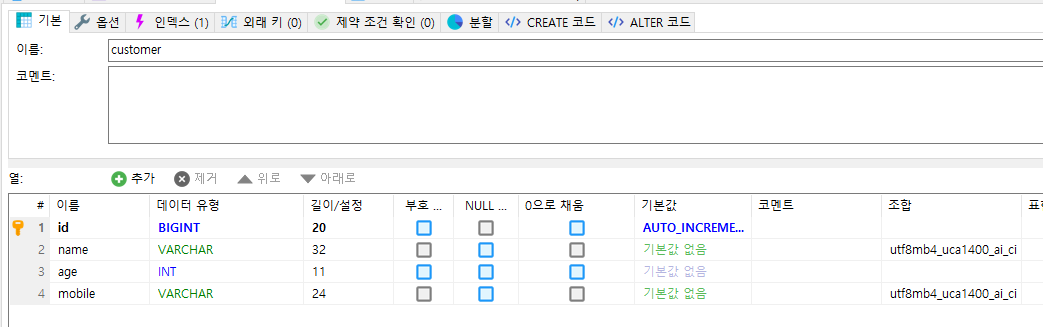 기본 옵션 인덱스 (1) 외래 키 (0) 제약 조건 확인 (0) 분할 CREATE 코드 ALTER 코드
이름: customer
코멘트:
열: 추가 제거 위로 아래로
# 이름 데이터 유형 길이/설정 부호 ... NULL ... 0으로 채움 기본값 코멘트 조합
1 id BIGINT 20 AUTO_INCREME...
2 name VARCHAR 32 기본값 없음 utf8mb4_uca1400_ai_ci
3 age INT 11 기본값 없음
4 mobile VARCHAR 24 기본값 없음 utf8mb4_uca1400_ai_ci